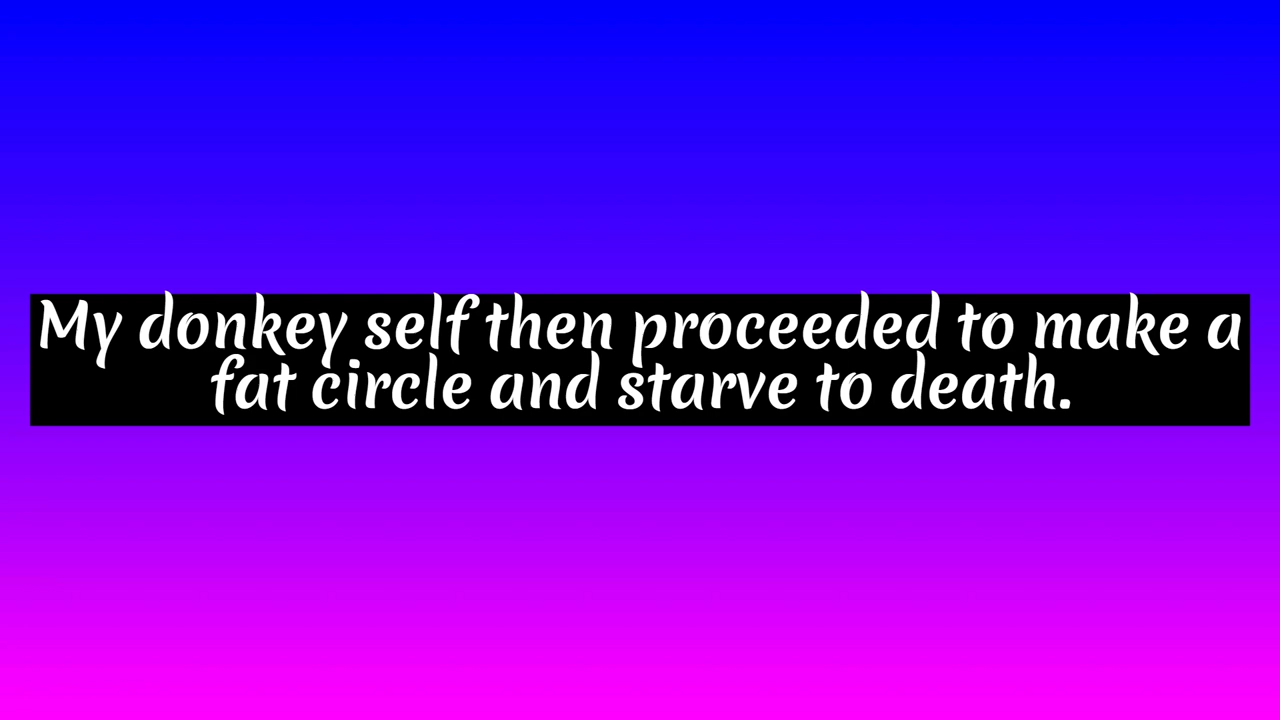 My donkey self then proceeded to make a
fat circle and starve to death.